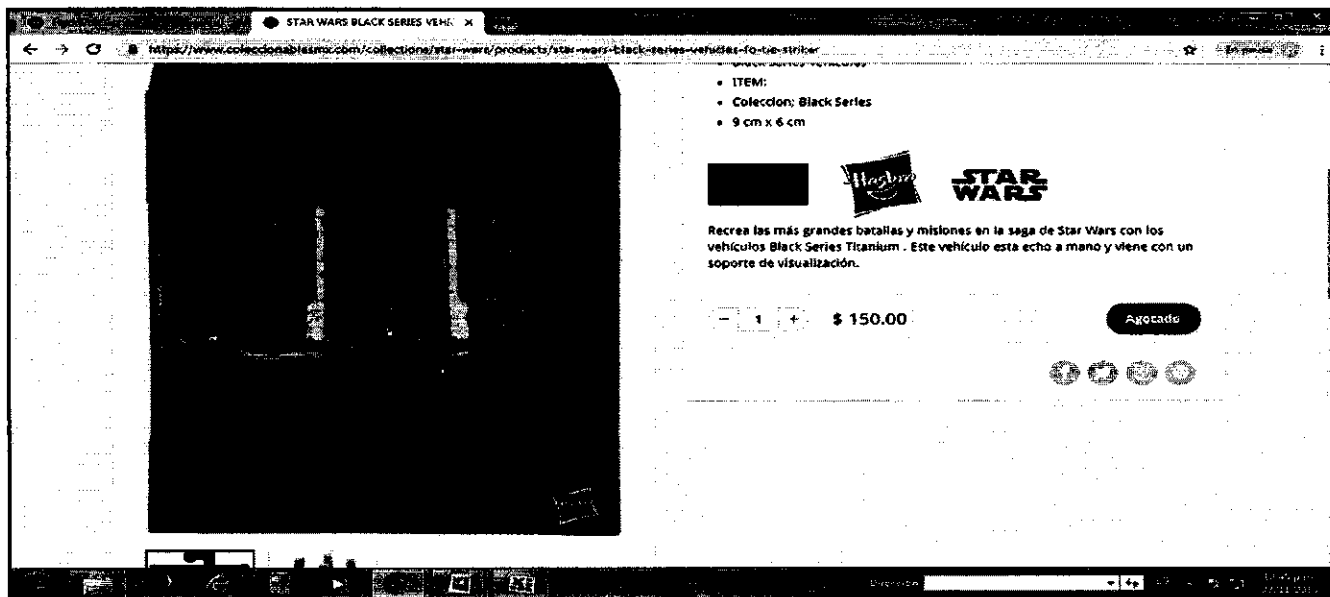 STAR WARS BLACK SERIES VEHI
https://www.coleccionablesmx.com/collections/star-wars/products/star-wars-black-series-vehicles-fo-tie-striker
• ITEM:
• Coleccion; Black Series
• 9 cm x 6 cm
Hasbro
STAR
WARS
Recrea las más grandes batallas y misiones en la saga de Star Wars con los
vehículos Black Series Titanium . Este vehículo esta echo a mano y viene con un
soporte de visualización.
− 1 + $ 150.00 Agotado